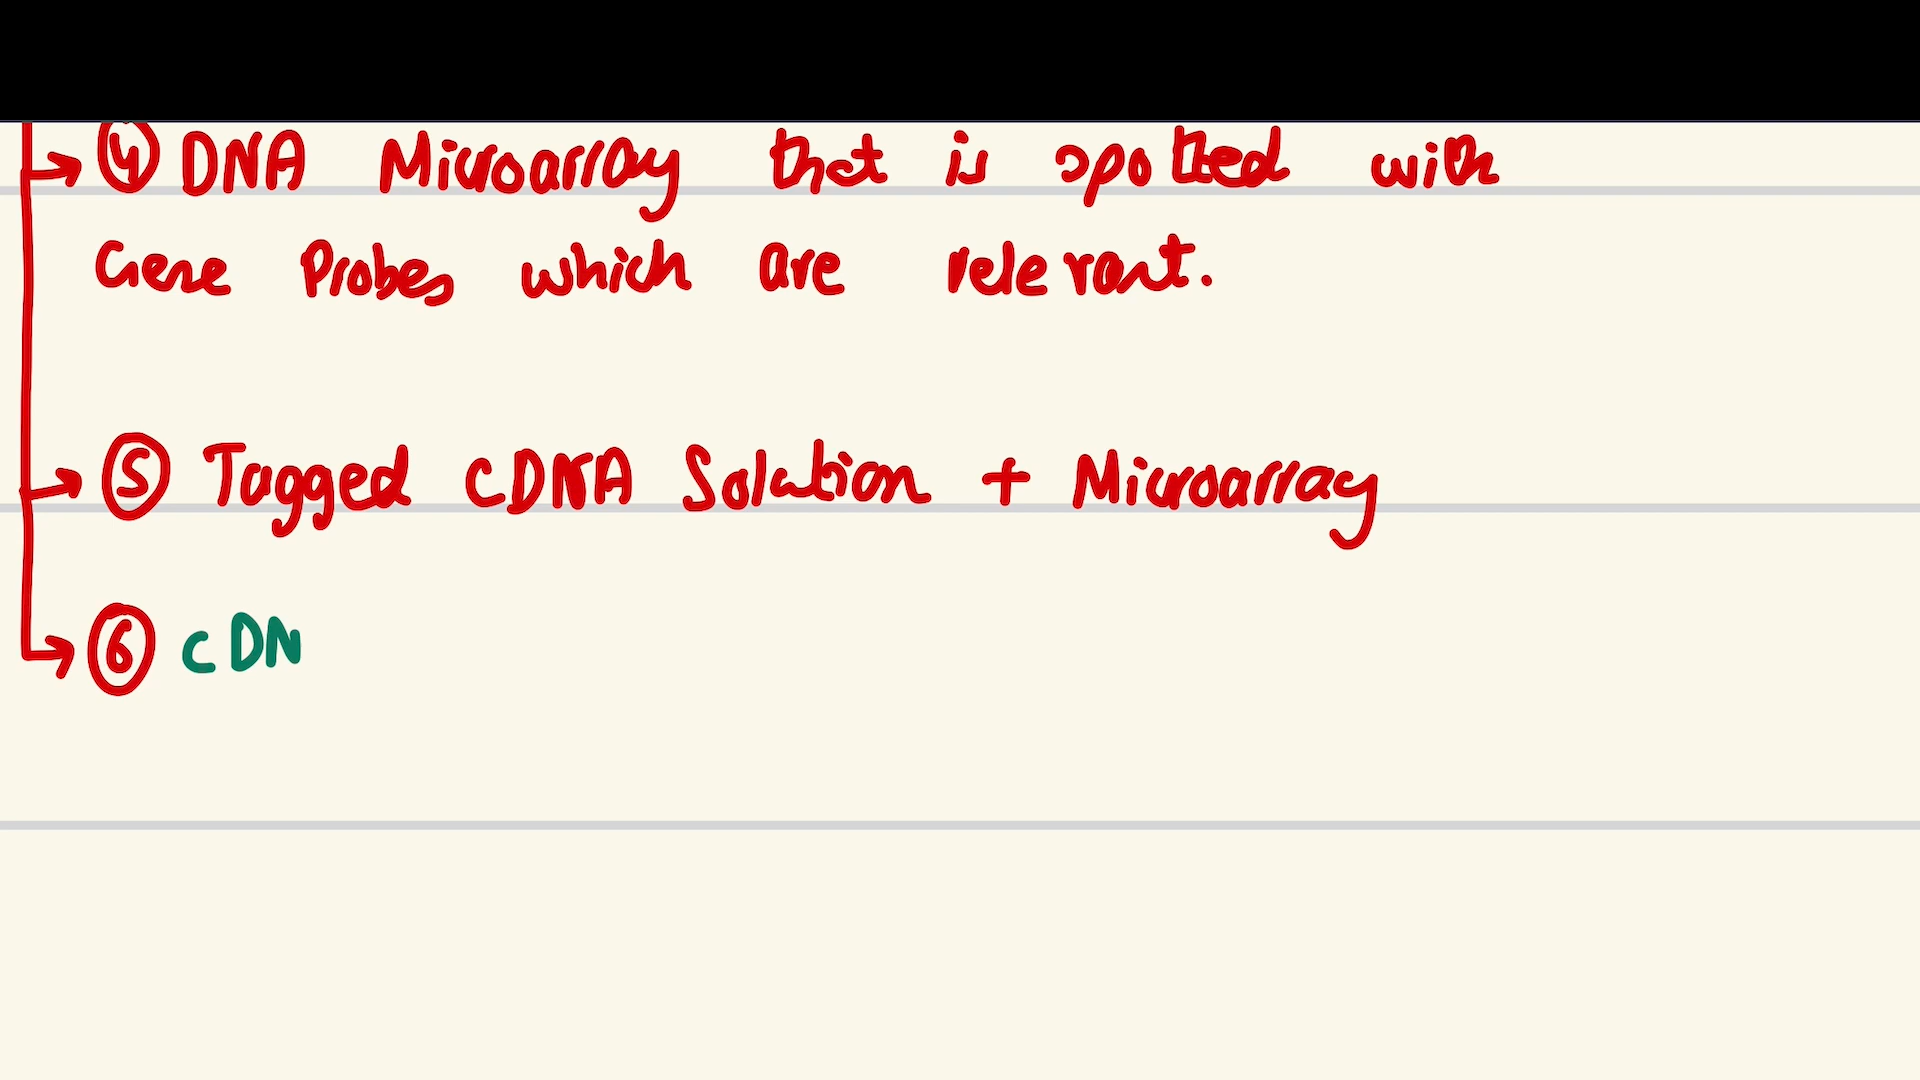 → ④ DNA Microarray that is spotted with
Gene Probes which are relevant.
→ ⑤ Tagged cDNA Solution + Microarray
→ ⑥ cDN